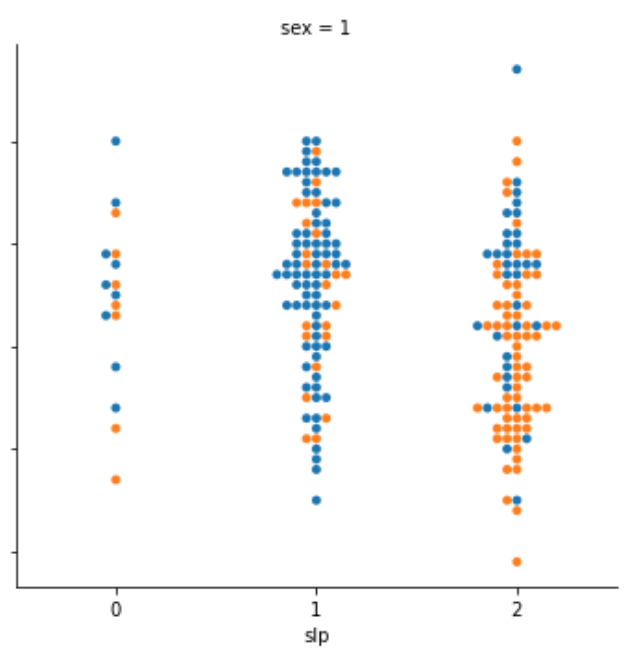 sex = 1
0 1 2
slp